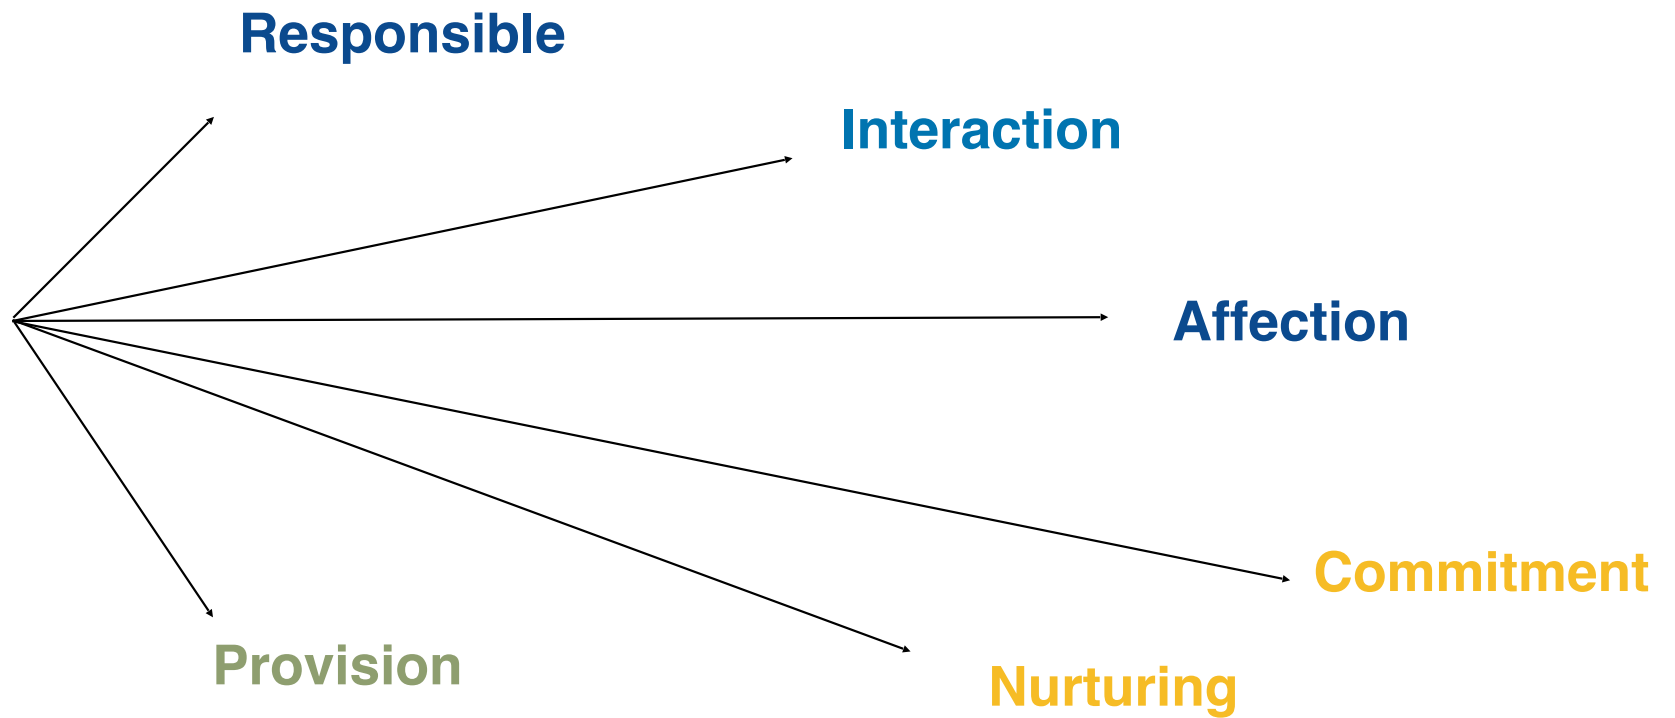 Responsible
Interaction
Affection
Commitment
Provision
Nurturing